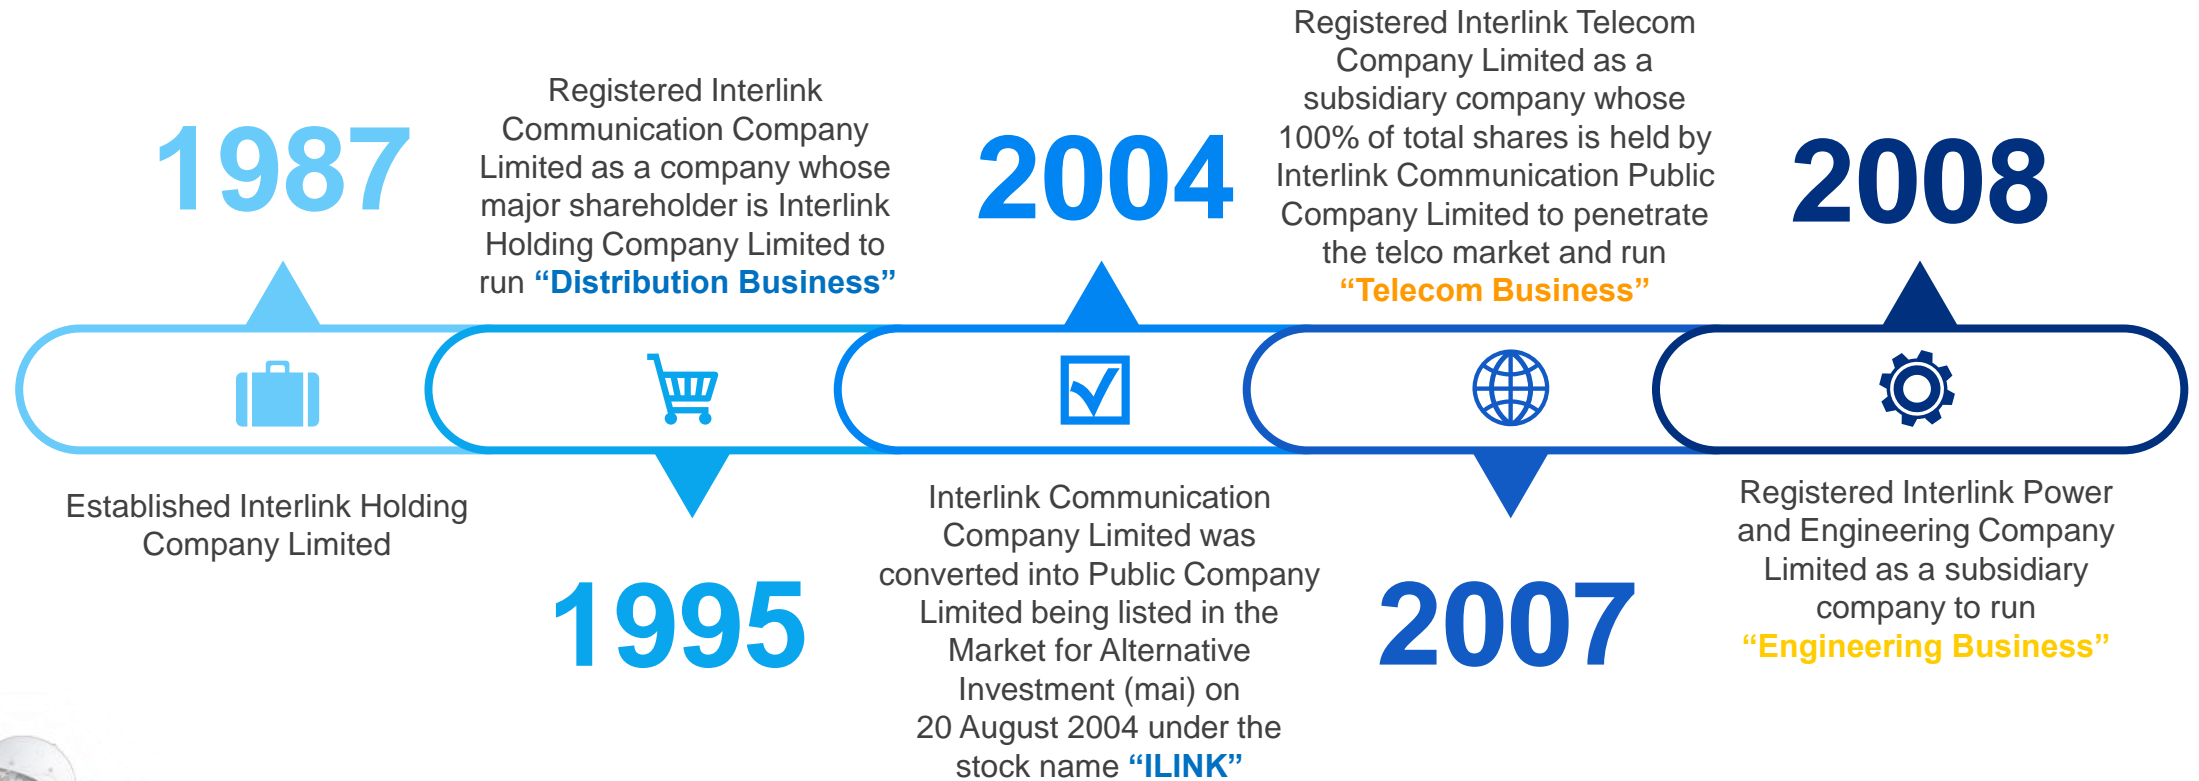 1987
Established Interlink Holding
Company Limited
Registered Interlink
Communication Company
Limited as a company whose
major shareholder is Interlink
Holding Company Limited to
run “Distribution Business”
1995
2004
Interlink Communication
Company Limited was
converted into Public Company
Limited being listed in the
Market for Alternative
Investment (mai) on
20 August 2004 under the
stock name “ILINK”
Registered Interlink Telecom
Company Limited as a
subsidiary company whose
100% of total shares is held by
Interlink Communication Public
Company Limited to penetrate
the telco market and run
“Telecom Business”
2007
2008
Registered Interlink Power
and Engineering Company
Limited as a subsidiary
company to run
“Engineering Business”